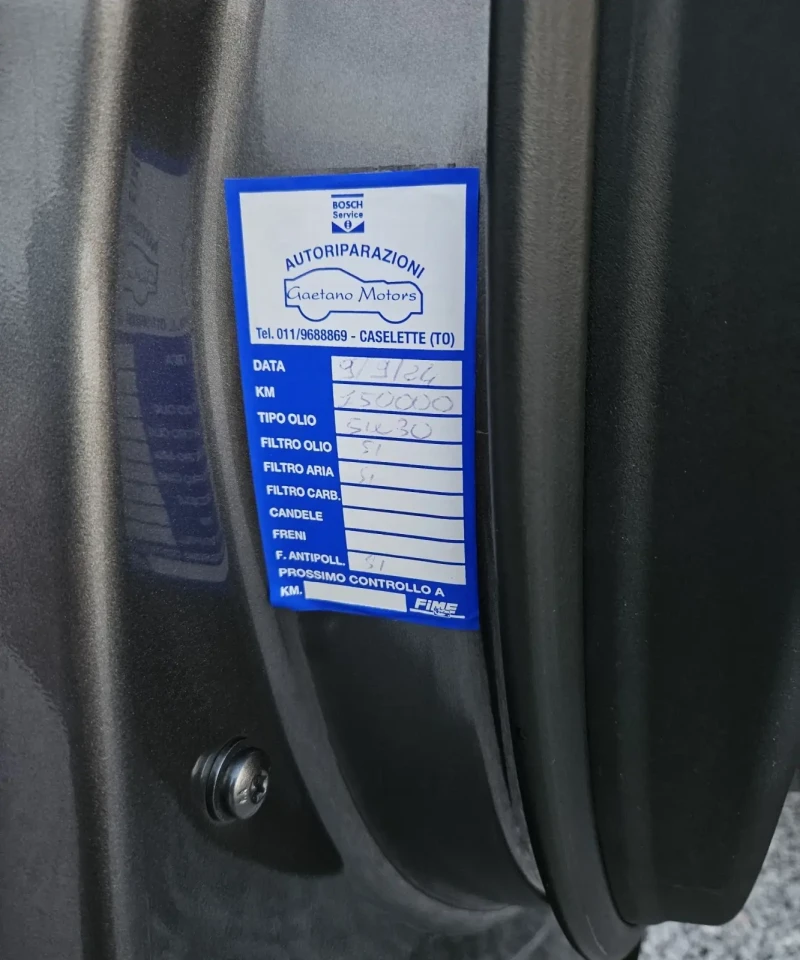 BOSCH
Service
AUTORIPARAZIONI
Gaetano Motors
Tel. 011/9688869 - CASELETTE (TO)
DATA 9/9/24
KM 150000
TIPO OLIO 5W30
FILTRO OLIO SI
FILTRO ARIA SI
FILTRO CARB.
CANDELE
FRENI
F. ANTIPOLL. SI
PROSSIMO CONTROLLO A
KM. FIME